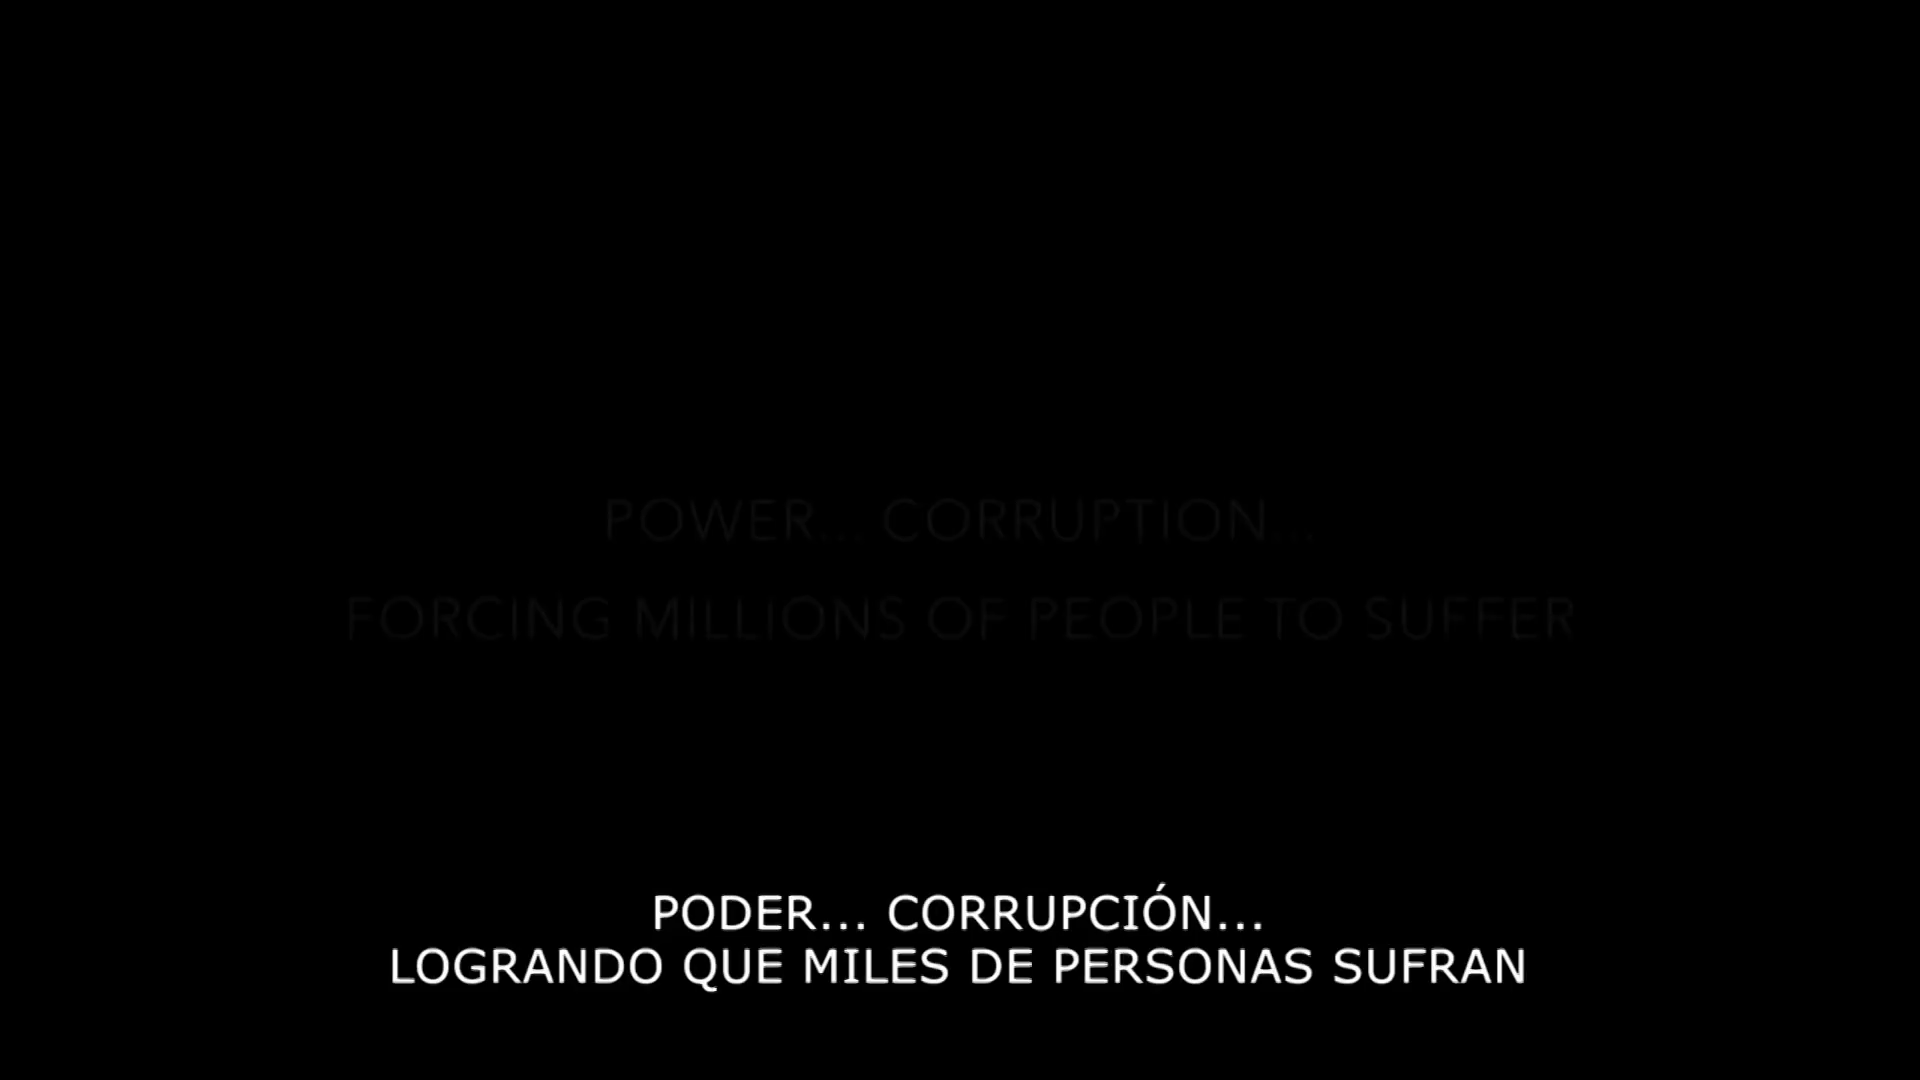 POWER... CORRUPTION...
FORCING MILLIONS OF PEOPLE TO SUFFER
PODER... CORRUPCIÓN...
LOGRANDO QUE MILES DE PERSONAS SUFRAN